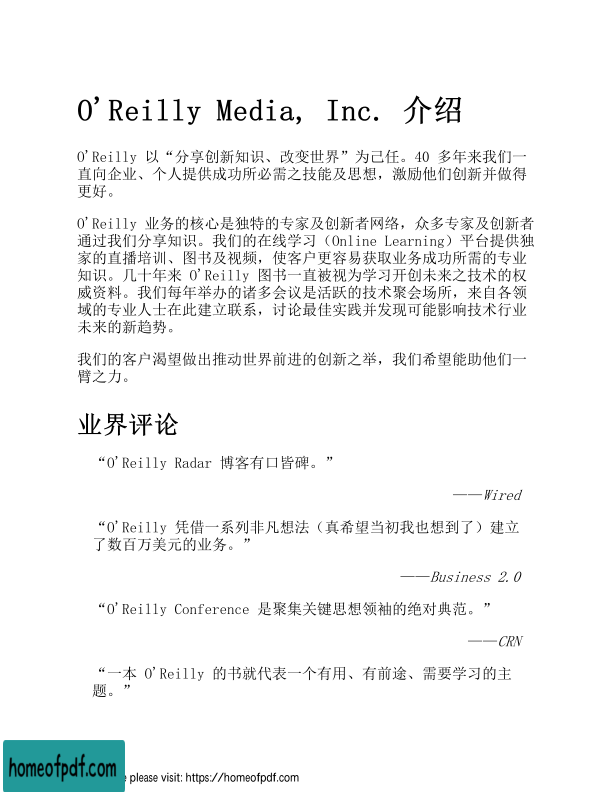 O'Reilly Media, Inc. 介绍
O'Reilly 以“分享创新知识、改变世界”为己任。40 多年来我们一
直向企业、个人提供成功所必需之技能及思想，激励他们创新并做得
更好。
O'Reilly 业务的核心是独特的专家及创新者网络，众多专家及创新者
通过我们分享知识。我们的在线学习（Online Learning）平台提供独
家的直播培训、图书及视频，使客户更容易获取业务成功所需的专业
知识。几十年来 O'Reilly 图书一直被视为学习开创未来之技术的权
威资料。我们每年举办的诸多会议是活跃的技术聚会场所，来自各领
域的专业人士在此建立联系，讨论最佳实践并发现可能影响技术行业
未来的新趋势。
我们的客户渴望做出推动世界前进的创新之举，我们希望能助他们一
臂之力。
业界评论
“O'Reilly Radar 博客有口皆碑。”
——Wired
“O'Reilly 凭借一系列非凡想法（真希望当初我也想到了）建立
了数百万美元的业务。”
——Business 2.0
“O'Reilly Conference 是聚集关键思想领袖的绝对典范。”
——CRN
“一本 O'Reilly 的书就代表一个有用、有前途、需要学习的主
题。”
homeofpdf.com
please visit: https://homeofpdf.com